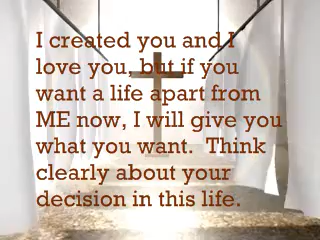 I created you and I
love you, but if you
want a life apart from
ME now, I will give you
what you want.  Think
clearly about your
decision in this life.